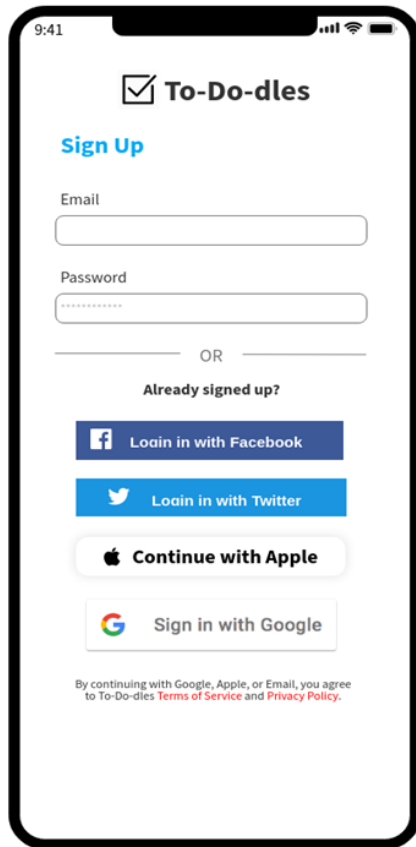 9:41
To-Do-dles
Sign Up
Email
Password
------------
OR
Already signed up?
Login in with Facebook
Login in with Twitter
Continue with Apple
Sign in with Google
By continuing with Google, Apple, or Email, you agree
to To-Do-dles Terms of Service and Privacy Policy.